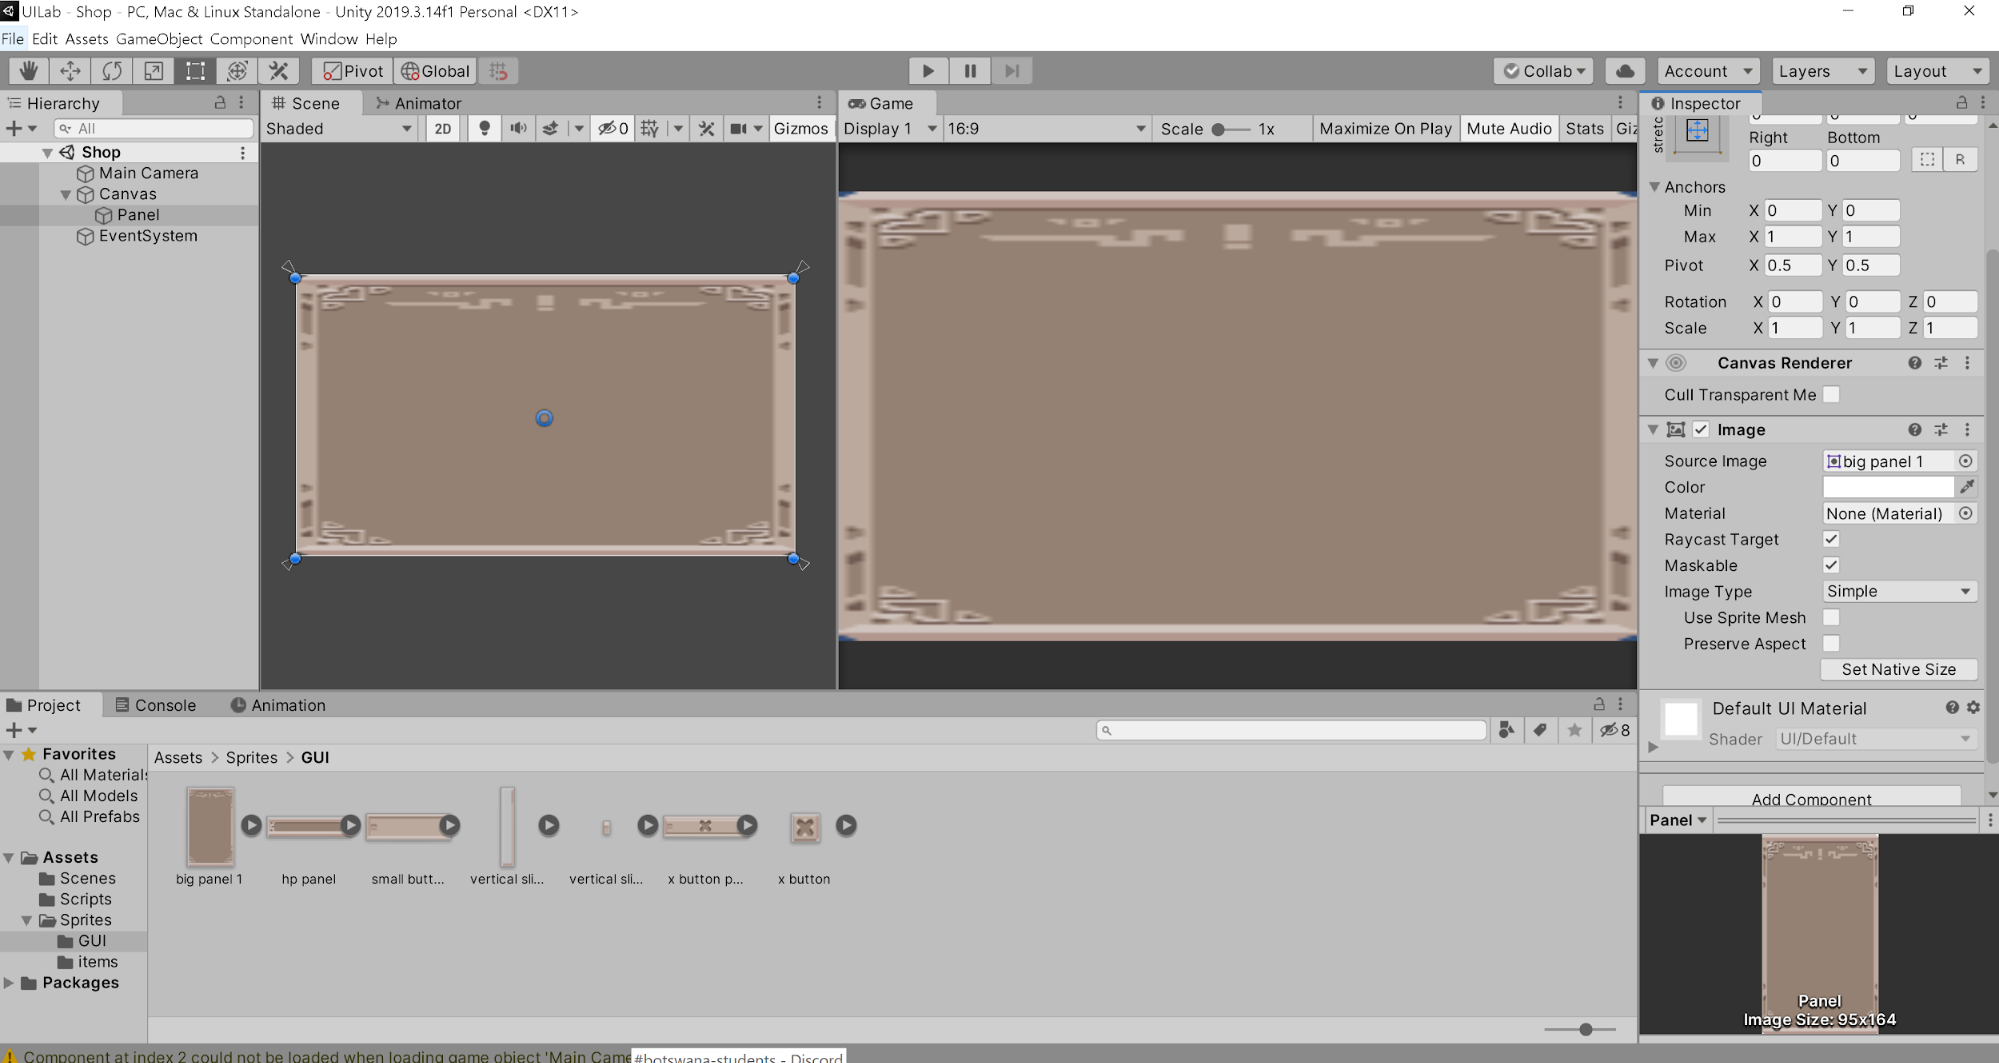 UILab - Shop - PC, Mac & Linux Standalone - Unity 2019.3.14f1 Personal <DX11>
File Edit Assets GameObject Component Window Help
Pivot Global Collab Account Layers Layout
Hierarchy
All
Shop
Main Camera
Canvas
Panel
EventSystem
Scene Animator
Shaded 2D 0 Gizmos
Game
Display 1 16:9 Scale 1x Maximize On Play Mute Audio Stats Giz
Inspector
stretc
Right Bottom
0 0 R
Anchors
Min X 0 Y 0
Max X 1 Y 1
Pivot X 0.5 Y 0.5
Rotation X 0 Y 0 Z 0
Scale X 1 Y 1 Z 1
Canvas Renderer
Cull Transparent Me
Image
Source Image big panel 1
Color
Material None (Material)
Raycast Target
Maskable
Image Type Simple
Use Sprite Mesh
Preserve Aspect
Set Native Size
Default UI Material
Shader UI/Default
Add Component
Panel
Panel
Image Size: 95x164
Project Console Animation
8
Favorites
All Materials
All Models
All Prefabs
Assets
Scenes
Scripts
Sprites
GUI
items
Packages
Assets > Sprites > GUI
big panel 1 hp panel small butt... vertical sli... vertical sli... x button p... x button
Component at index 2 could not be loaded when loading game object 'Main Came
#botswana-students - Discord